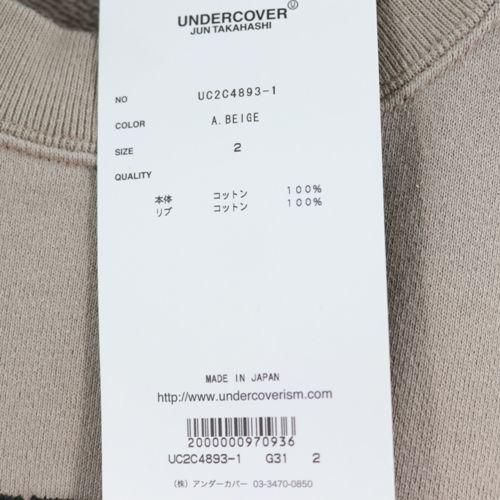 UNDERCOVER U
JUN TAKAHASHI
NO UC2C4893-1
COLOR A.BEIGE
SIZE 2
QUALITY
本体 コットン 100%
リブ コットン 100%
MADE IN JAPAN
http://www.undercoverism.com/
2000000970936
UC2C4893-1 G31 2
(株) アンダーカバー 03-3470-0850